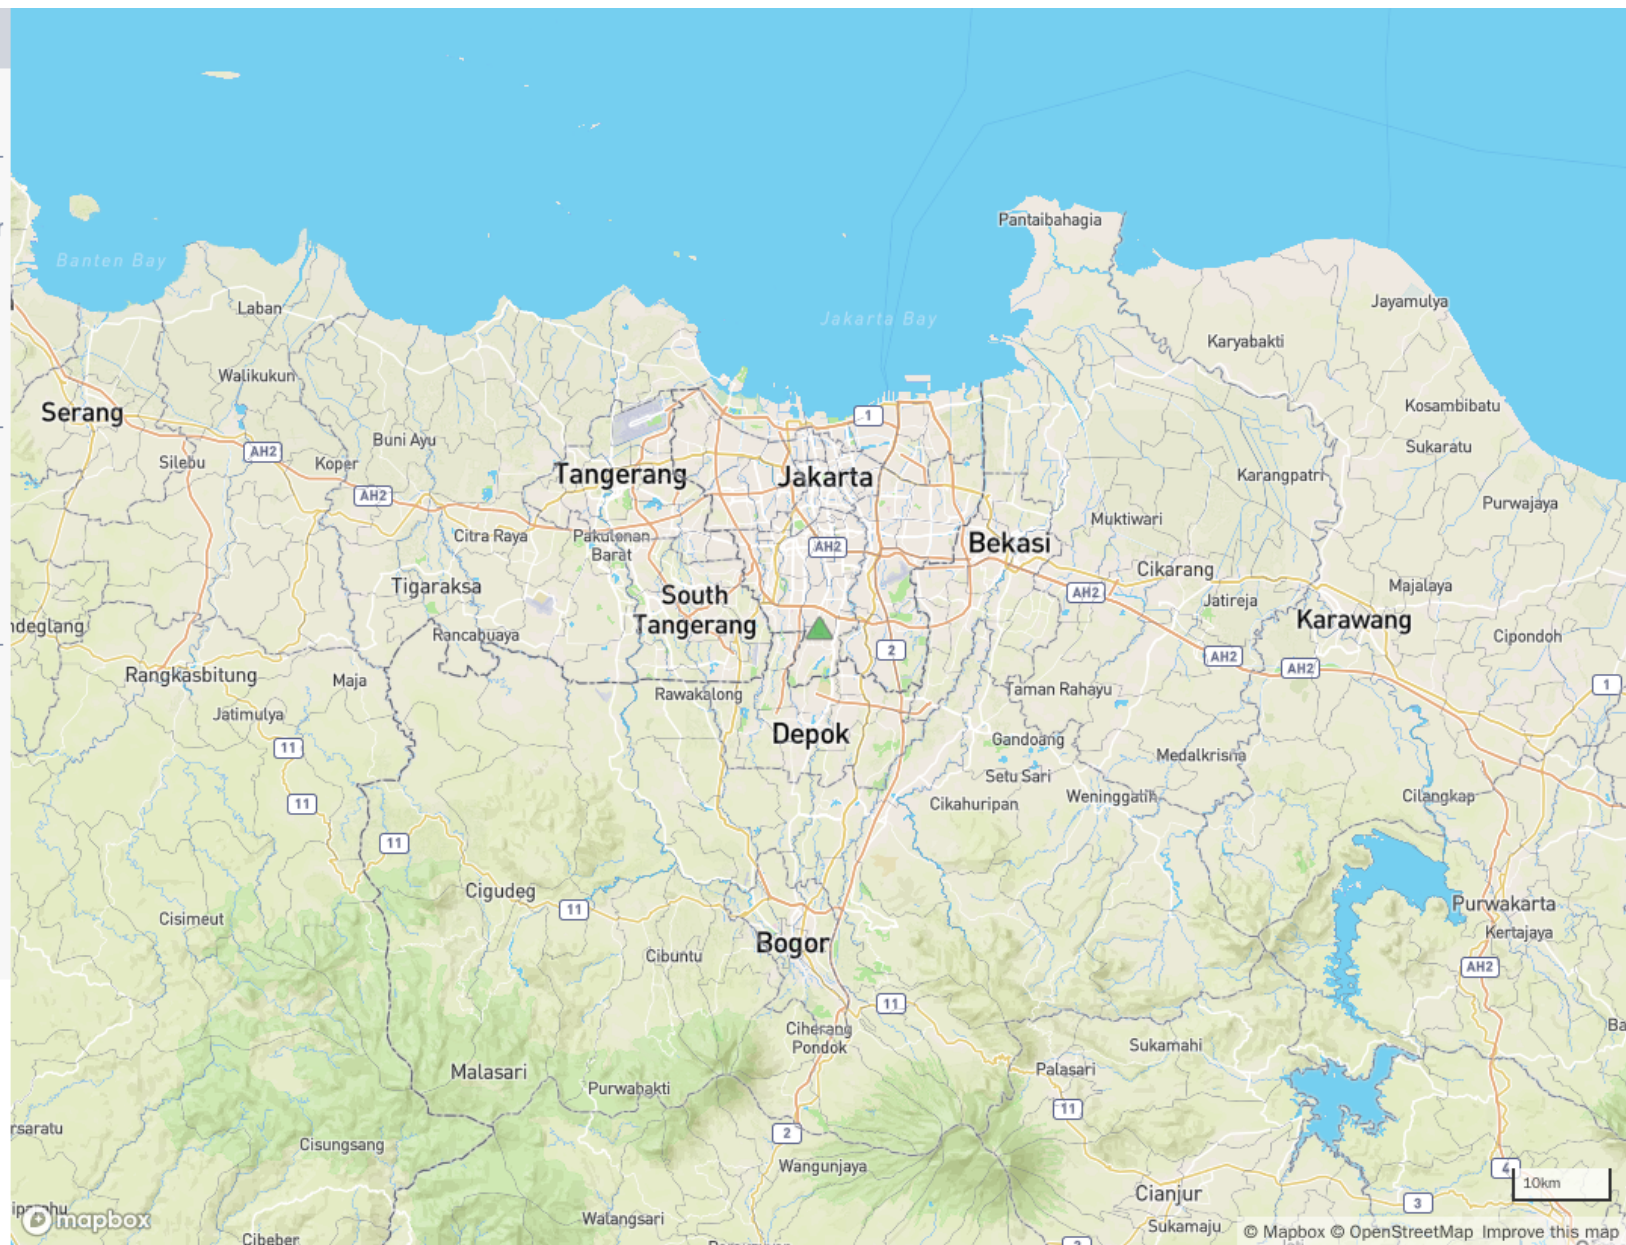 Pantaibahagia
Banten Bay
Jayamulya
Laban
Jakarta Bay
Karyabakti
Walikukun
Kosambibatu
Serang
1
Buni Ayu
Sukaratu
AH2
Silebu
Koper
Tangerang
Jakarta
Karangpatri
AH2
Purwajaya
Muktiwari
Citra Raya
Pakulonan
Barat
AH2
Bekasi
Cikarang
Tigaraksa
AH2
Majalaya
South
Tangerang
Jatireja
Karawang
ndeglang
Rancabuaya
Cipondoh
2
AH2
AH2
Rangkasbitung
Maja
Rawakalong
Taman Rahayu
1
Jatimulya
Depok
Gandoang
11
Medalkrisna
Setu Sari
11
Cikahuripan
Weninggalih
Cilangkap
11
Cigudeg
11
Cisimeut
Purwakarta
Kertajaya
Bogor
Cibuntu
AH2
11
Ba
Ciherang
Pondok
Sukamahi
Malasari
Palasari
Purwabakti
11
rsaratu
2
Cisungsang
Wangunjaya
4
10km
Cianjur
3
Walangsari
Sukamaju
mapbox
Cibeber
© Mapbox © OpenStreetMap Improve this map